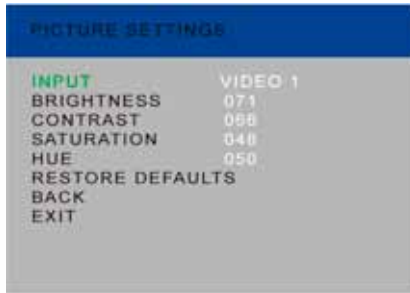 PICTURE SETTINGS
INPUT VIDEO 1
BRIGHTNESS 071
CONTRAST 066
SATURATION 048
HUE 050
RESTORE DEFAULTS
BACK
EXIT